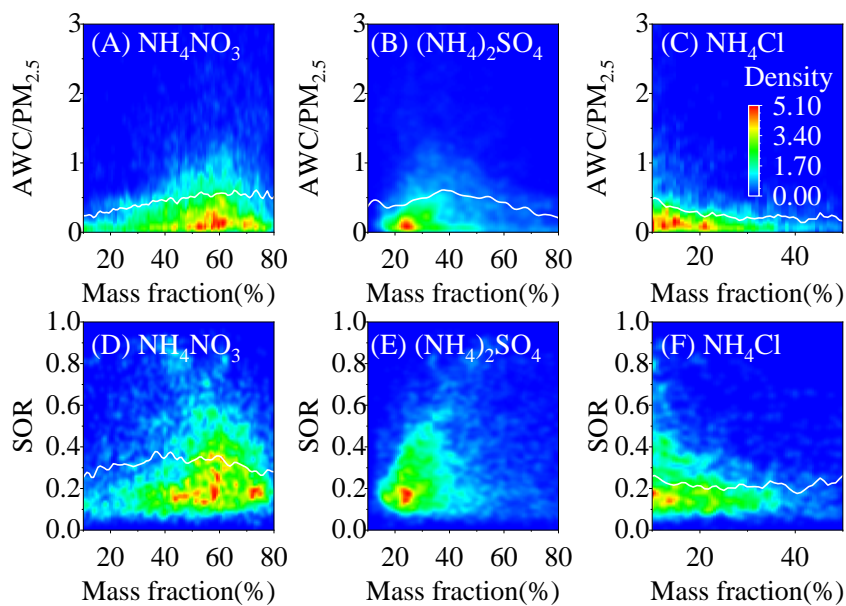 (A) NH₄NO₃
AWC/PM₂.₅
3
2
1
0
20 40 60 80
Mass fraction(%)
(B) (NH₄)₂SO₄
AWC/PM₂.₅
3
2
1
0
20 40 60 80
Mass fraction(%)
(C) NH₄Cl
Density
5.10
3.40
1.70
0.00
AWC/PM₂.₅
3
2
1
0
20 40
Mass fraction(%)
(D) NH₄NO₃
SOR
1.0
0.8
0.6
0.4
0.2
0.0
20 40 60 80
Mass fraction(%)
(E) (NH₄)₂SO₄
SOR
1.0
0.8
0.6
0.4
0.2
0.0
20 40 60 80
Mass fraction(%)
(F) NH₄Cl
SOR
1.0
0.8
0.6
0.4
0.2
0.0
20 40
Mass fraction(%)